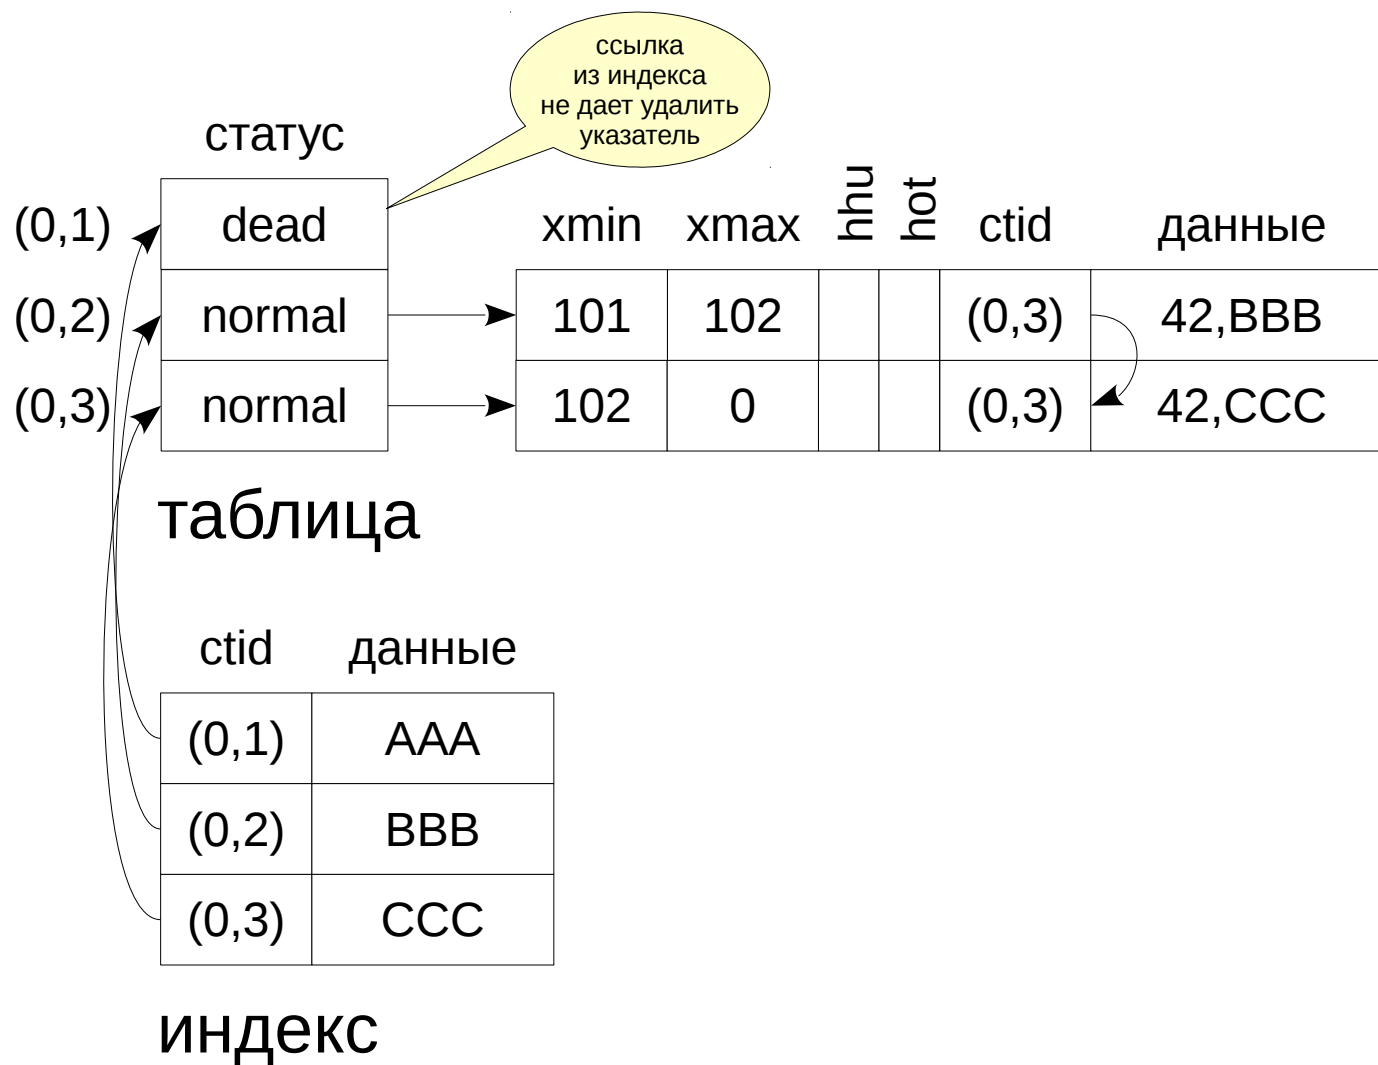 ссылка
из индекса
не дает удалить
указатель
статус
xmin xmax hhu hot ctid данные
(0,1) dead
(0,2) normal 101 102 (0,3) 42,BBB
(0,3) normal 102 0 (0,3) 42,CCC
таблица
ctid данные
(0,1) AAA
(0,2) BBB
(0,3) CCC
индекс